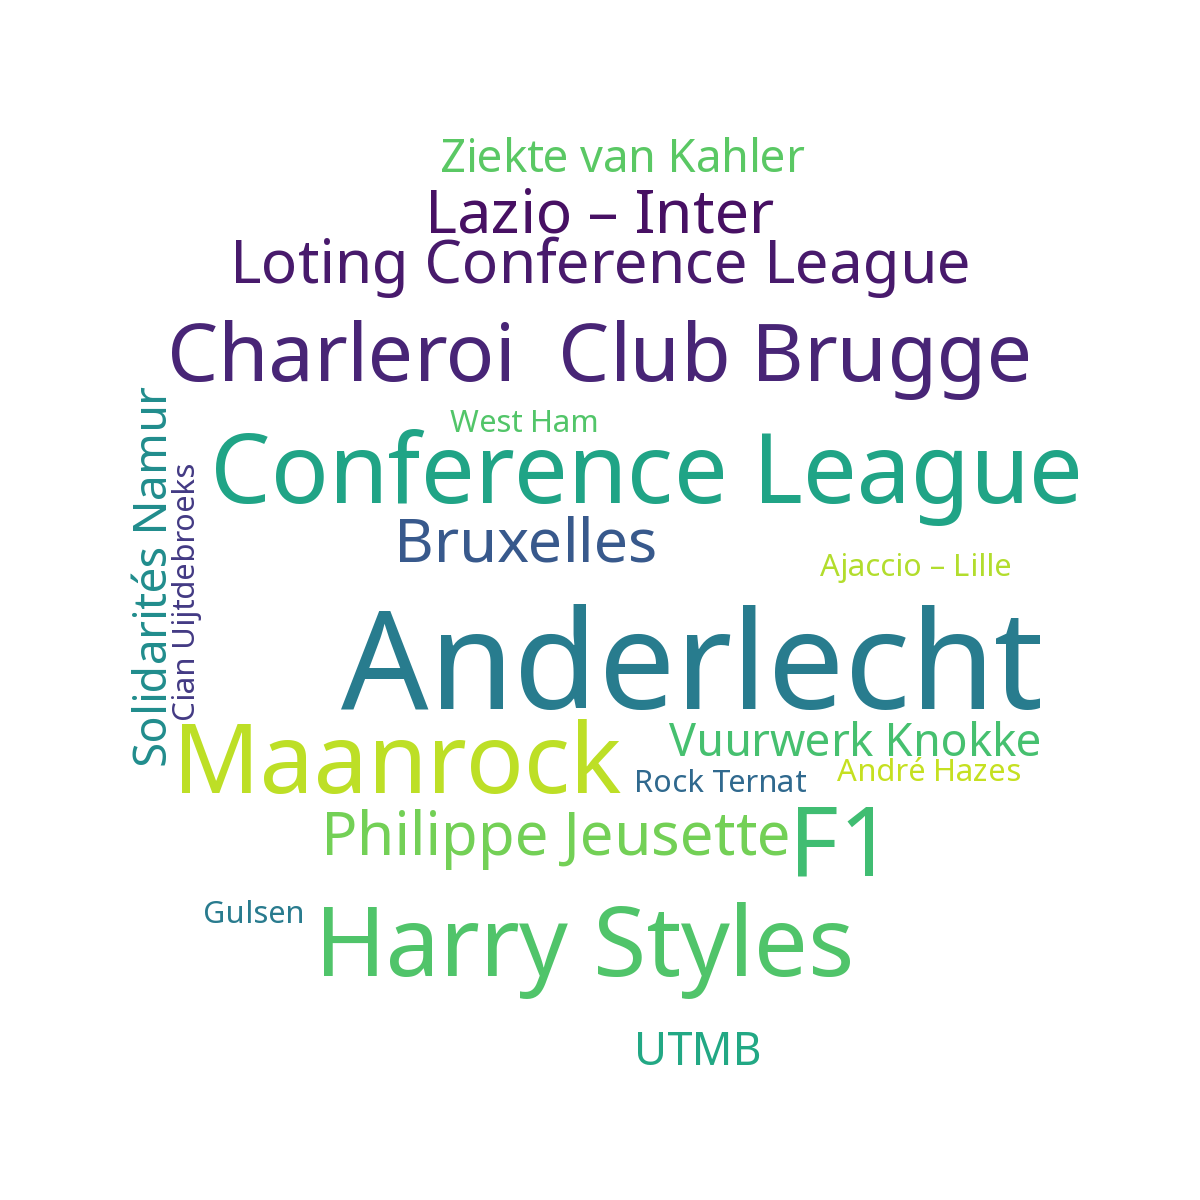 Ziekte van Kahler
Lazio – Inter
Loting Conference League
Charleroi
Club Brugge
West Ham
Conference League
Solidarités Namur
Cian Uijtdebroeks
Bruxelles
Ajaccio – Lille
Anderlecht
Maanrock
Vuurwerk Knokke
Rock Ternat
André Hazes
Philippe Jeusette
F1
Gulsen
Harry Styles
UTMB